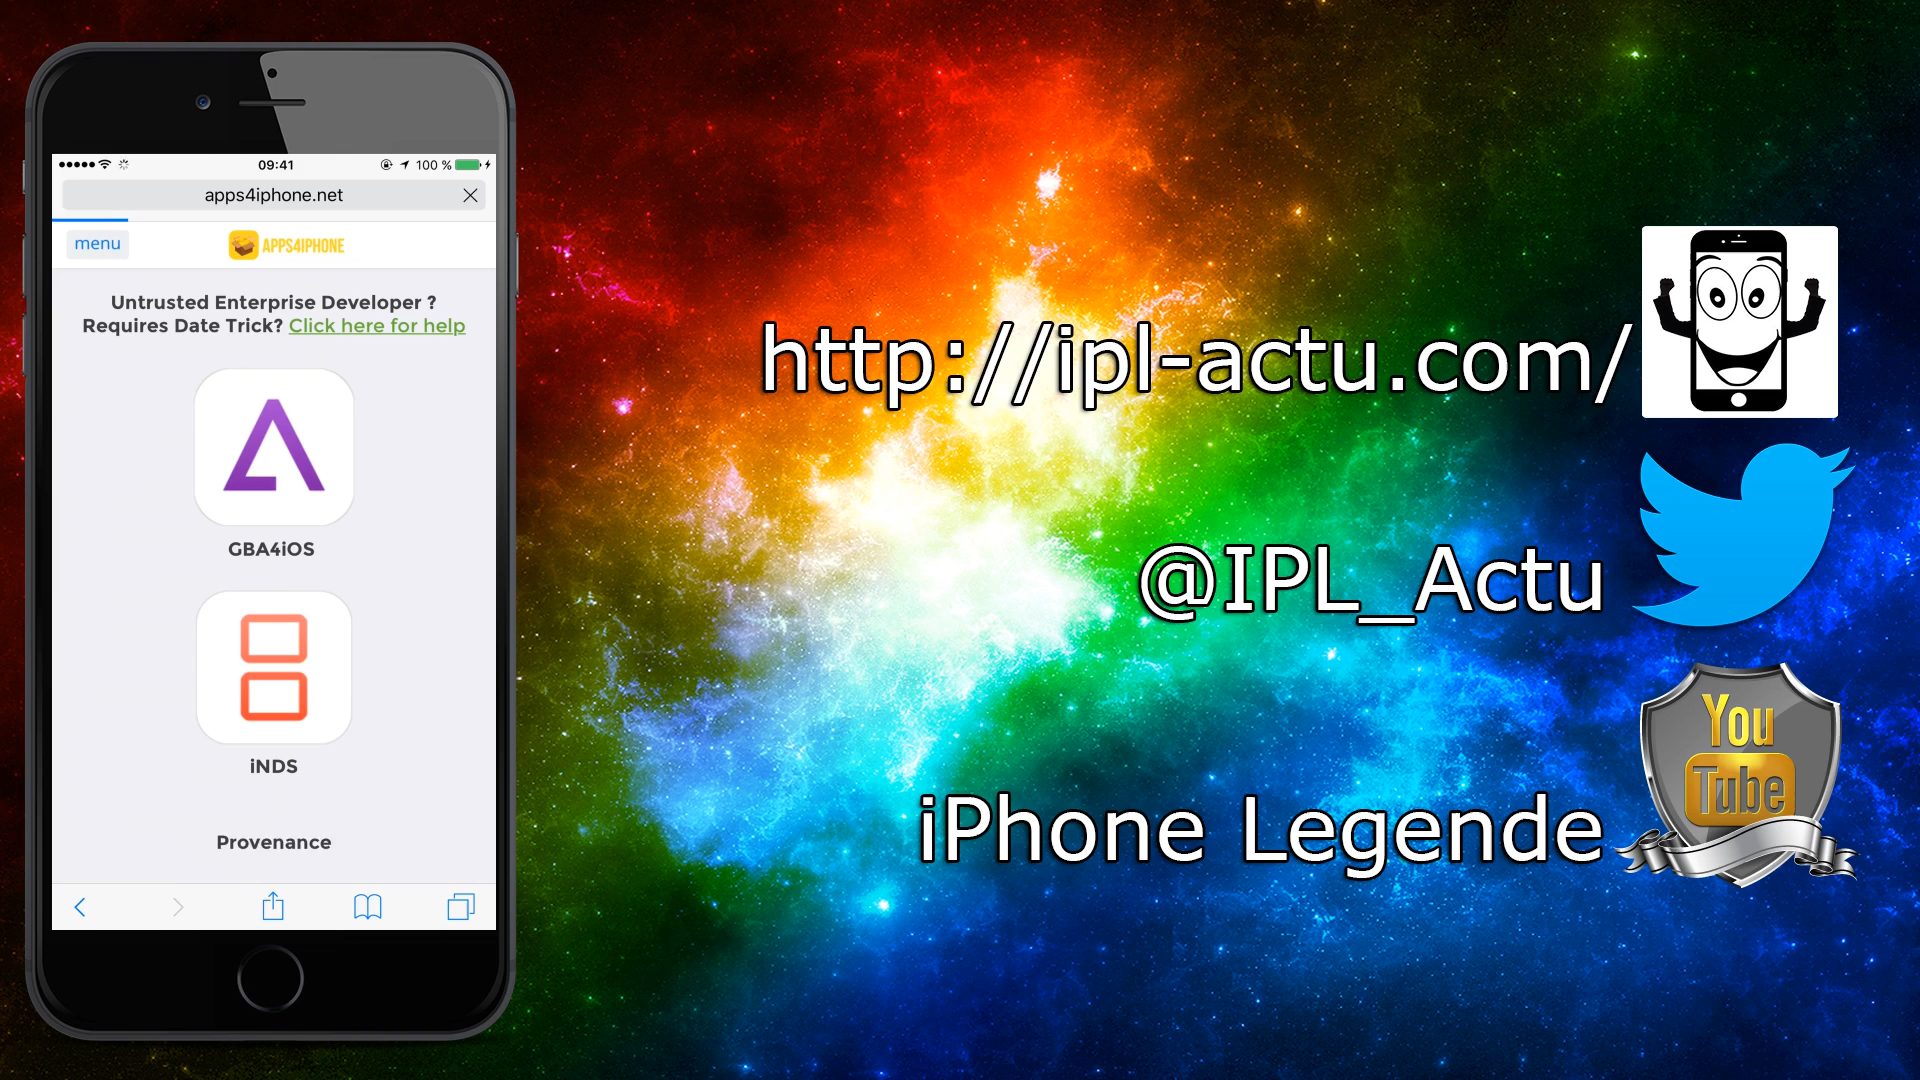 09:41
100 %
apps4iphone.net
menu
APPS4IPHONE
Untrusted Enterprise Developer ?
Requires Date Trick? Click here for help
GBA4iOS
iNDS
Provenance
http://ipl-actu.com/
@IPL_Actu
iPhone Legende
You
Tube